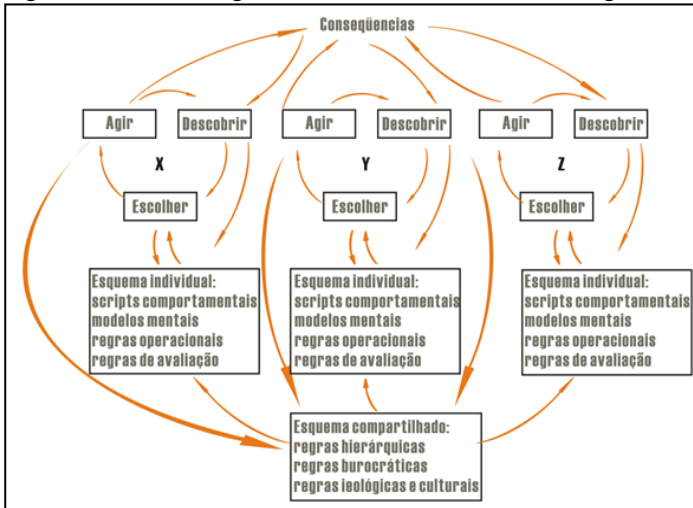 Conseqüências
Agir
Descobrir
Agir
Descobrir
Agir
Descobrir
X
Y
Z
Escolher
Escolher
Escolher
Esquema individual:
scripts comportamentais
modelos mentais
regras operacionais
regras de avaliação
Esquema individual:
scripts comportamentais
modelos mentais
regras operacionais
regras de avaliação
Esquema individual:
scripts comportamentais
modelos mentais
regras operacionais
regras de avaliação
Esquema compartilhado:
regras hierárquicas
regras burocráticas
regras ieológicas e culturais